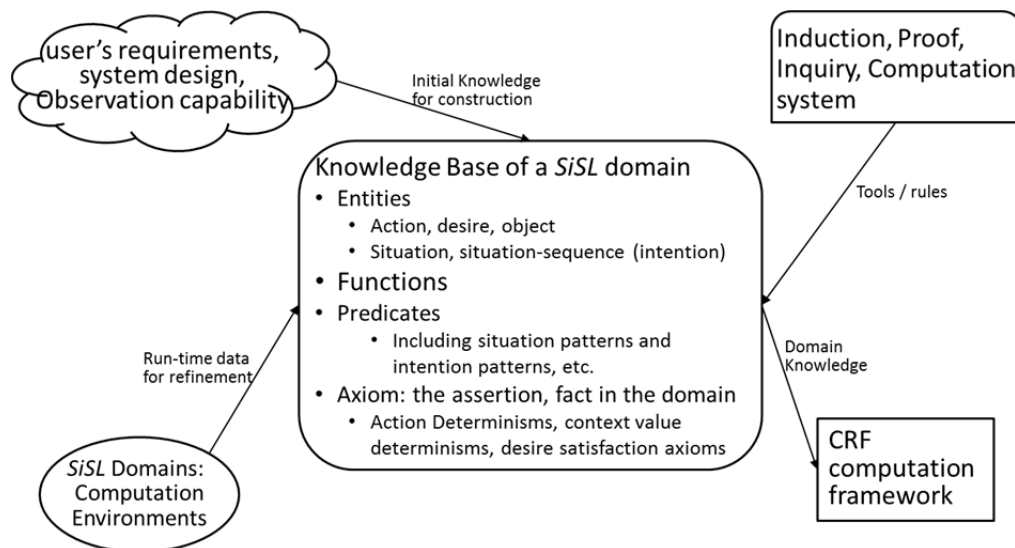 user's requirements,
system design,
Observation capability
Initial Knowledge
for construction
Induction, Proof,
Inquiry, Computation
system
Tools / rules
Knowledge Base of a SiSL domain
• Entities
• Action, desire, object
• Situation, situation-sequence (intention)
• Functions
• Predicates
• Including situation patterns and
intention patterns, etc.
• Axiom: the assertion, fact in the domain
• Action Determinisms, context value
determinisms, desire satisfaction axioms
Run-time data
for refinement
Domain
Knowledge
SiSL Domains:
Computation
Environments
CRF
computation
framework